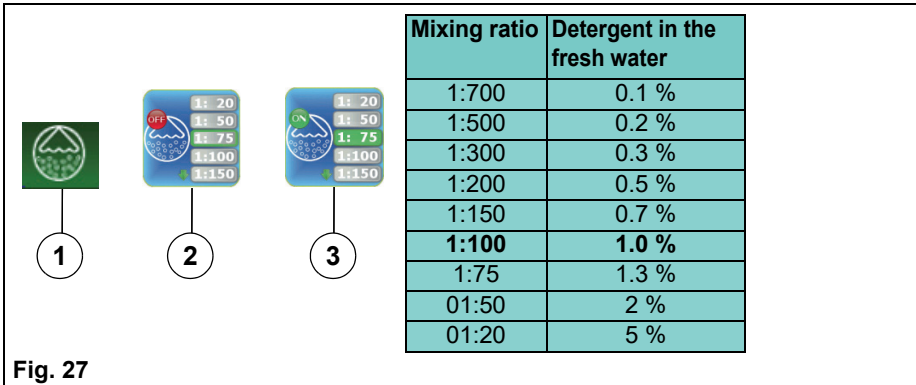 Mixing ratio Detergent in the
fresh water
1:700 0.1 %
1:500 0.2 %
1:300 0.3 %
1:200 0.5 %
1:150 0.7 %
1:100 1.0 %
1:75 1.3 %
01:50 2 %
01:20 5 %
OFF
1: 20
1: 50
1: 75
1:100
1:150
ON
1: 20
1: 50
1: 75
1:100
1:150
1
2
3
Fig. 27